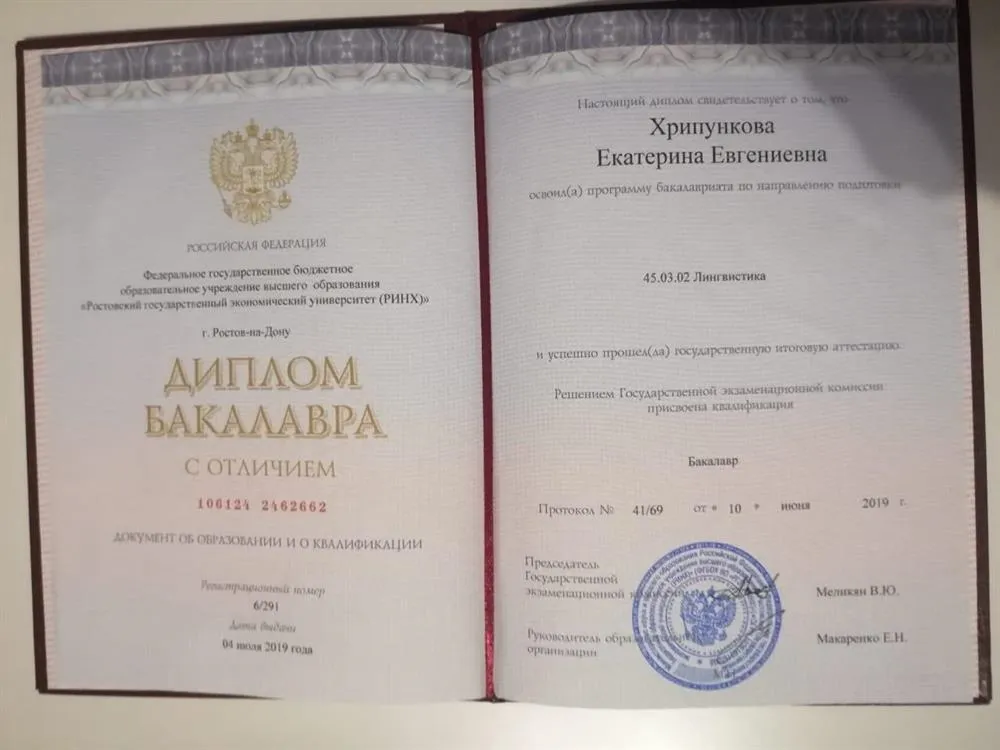 РОССИЙСКАЯ ФЕДЕРАЦИЯ
Федеральное государственное бюджетное
образовательное учреждение высшего образования
«Ростовский государственный экономический университет (РИНХ)»
г. Ростов-на-Дону
ДИПЛОМ
БАКАЛАВРА
С ОТЛИЧИЕМ
106124 2462662
ДОКУМЕНТ ОБ ОБРАЗОВАНИИ И О КВАЛИФИКАЦИИ
Регистрационный номер
6/291
Дата выдачи
04 июля 2019 года
Настоящий диплом свидетельствует о том, что
Хрипункова
Екатерина Евгениевна
освоил(а) программу бакалавриата по направлению подготовки
45.03.02 Лингвистика
и успешно прошел(ла) государственную итоговую аттестацию
Решением Государственной экзаменационной комиссии
присвоена квалификация
Бакалавр
Протокол № 41/69 от « 10 » июня 2019 г.
Председатель
Государственной
экзаменационной комиссии Меликян В.Ю.
Руководитель образовательной
организации Макаренко Е.Н.